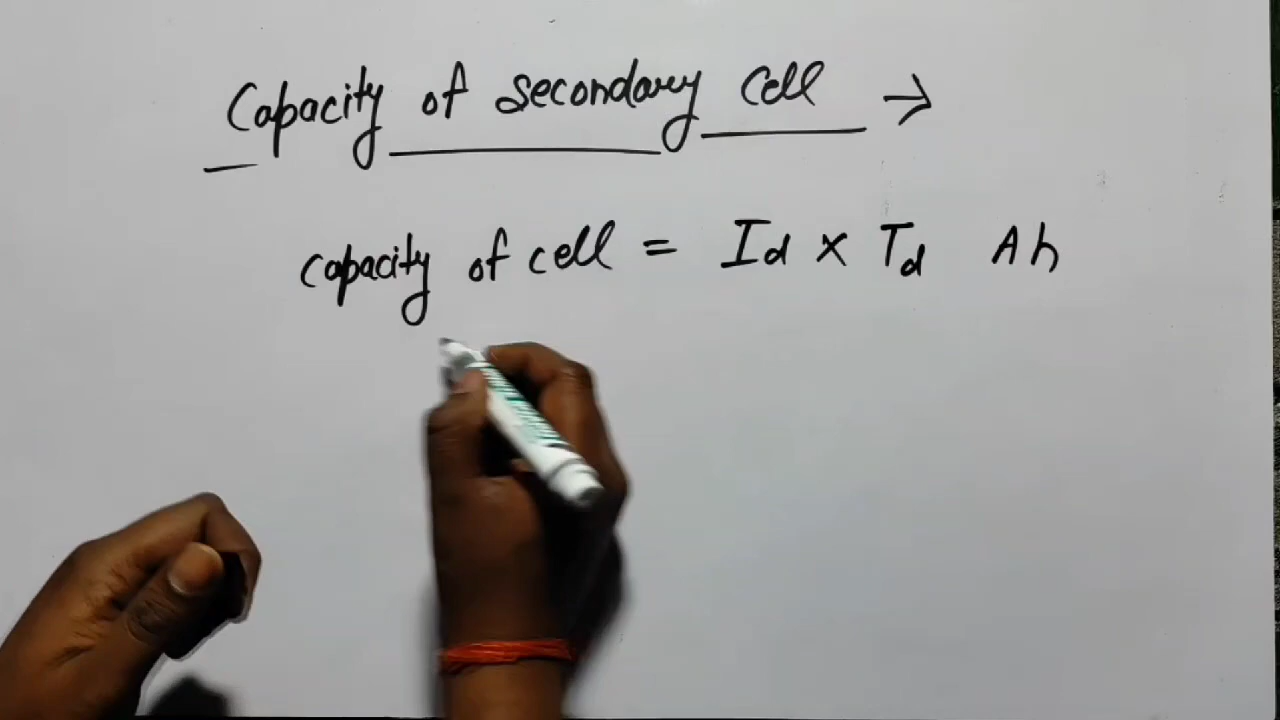 Capacity of secondary cell →
capacity of cell = Id × Td Ah